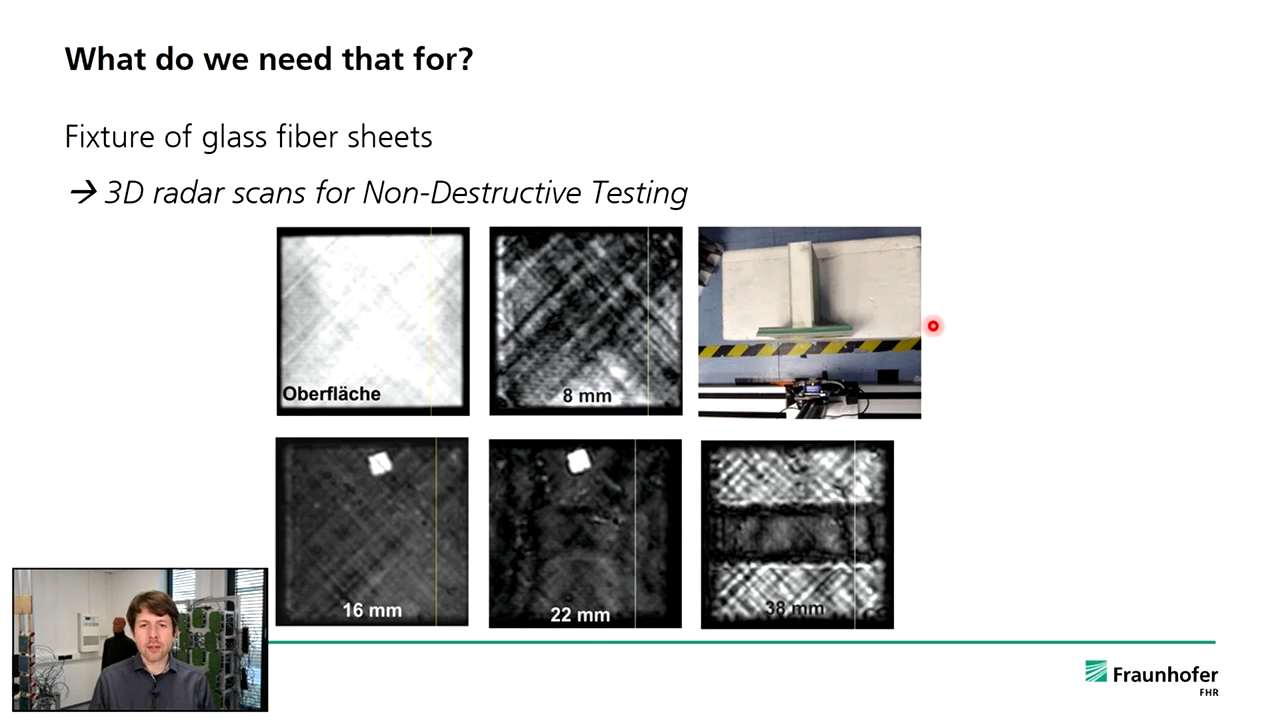 What do we need that for?
Fixture of glass fiber sheets
→ 3D radar scans for Non-Destructive Testing
Oberfläche
8 mm
16 mm
22 mm
38 mm
Fraunhofer
FHR